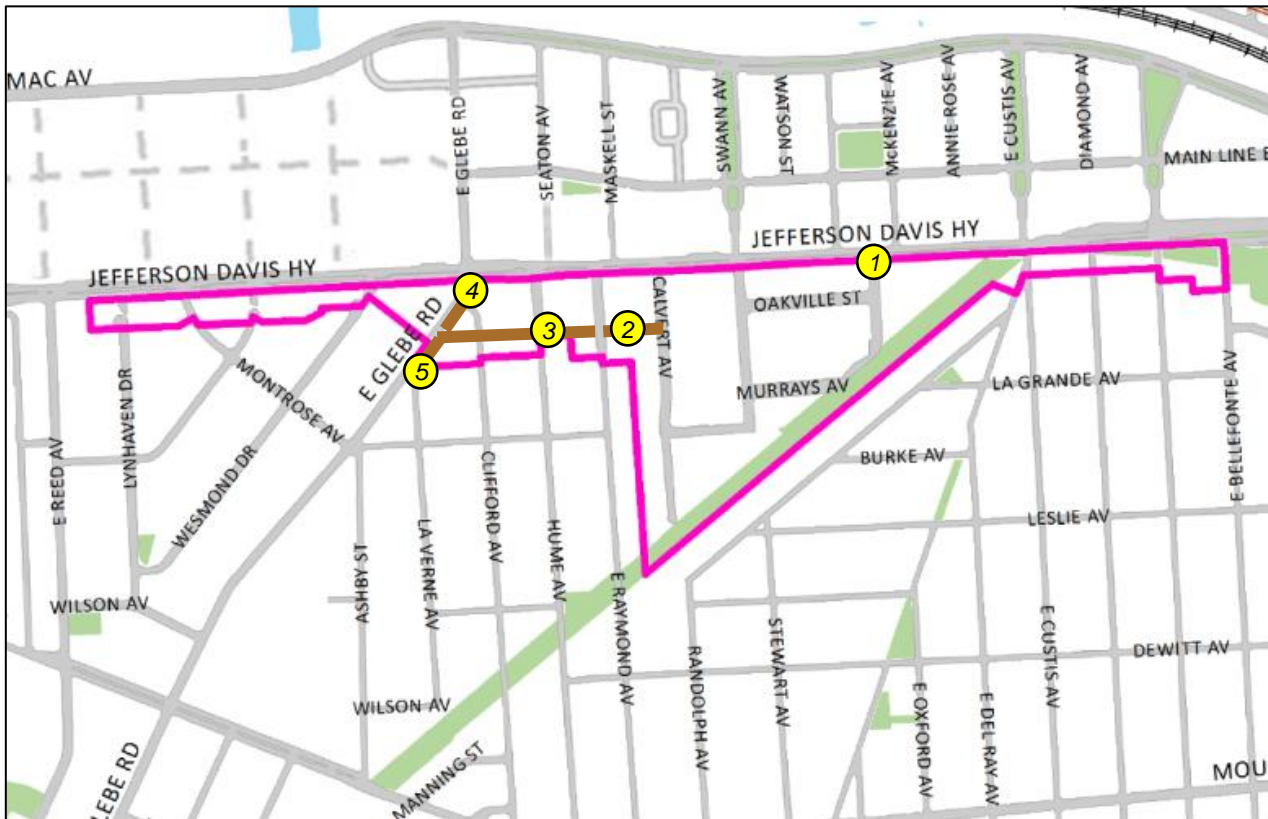 MAC AV
E GLEBE RD
SEATON AV
MASKELL ST
SWANN AV
WATSON ST
McKENZIE AV
ANNIE ROSE AV
E CUSTIS AV
DIAMOND AV
MAIN LINE B
JEFFERSON DAVIS HY
JEFFERSON DAVIS HY
1
4
OAKVILLE ST
CALVERT AV
3
2
E GLEBE RD
5
MURRAYS AV
LA GRANDE AV
E BELLEFONTE AV
MONTROSE AV
LYNHAVEN DR
E REED AV
WESMOND DR
BURKE AV
CLIFFORD AV
LESLIE AV
LA VERNE AV
HUME AV
ASHBY ST
WILSON AV
E RAYMOND AV
STEWART AV
E CUSTIS AV
RANDOLPH AV
DEWITT AV
E OXFORD AV
E DEL RAY AV
WILSON AV
MANNING ST
LEBE RD
MOU